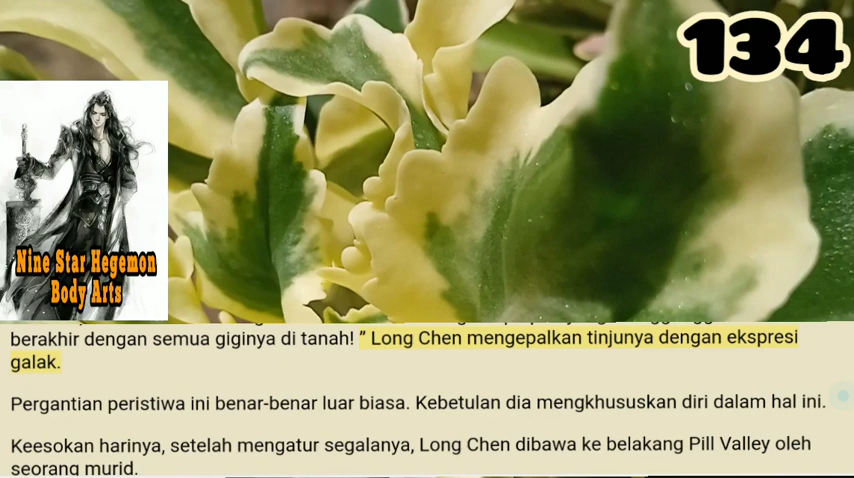 134
Nine Star Hegemon
Body Arts
berakhir dengan semua giginya di tanah! ” Long Chen mengepalkan tinjunya dengan ekspresi
galak.
Pergantian peristiwa ini benar-benar luar biasa. Kebetulan dia mengkhususkan diri dalam hal ini.
Keesokan harinya, setelah mengatur segalanya, Long Chen dibawa ke belakang Pill Valley oleh
seorang murid.